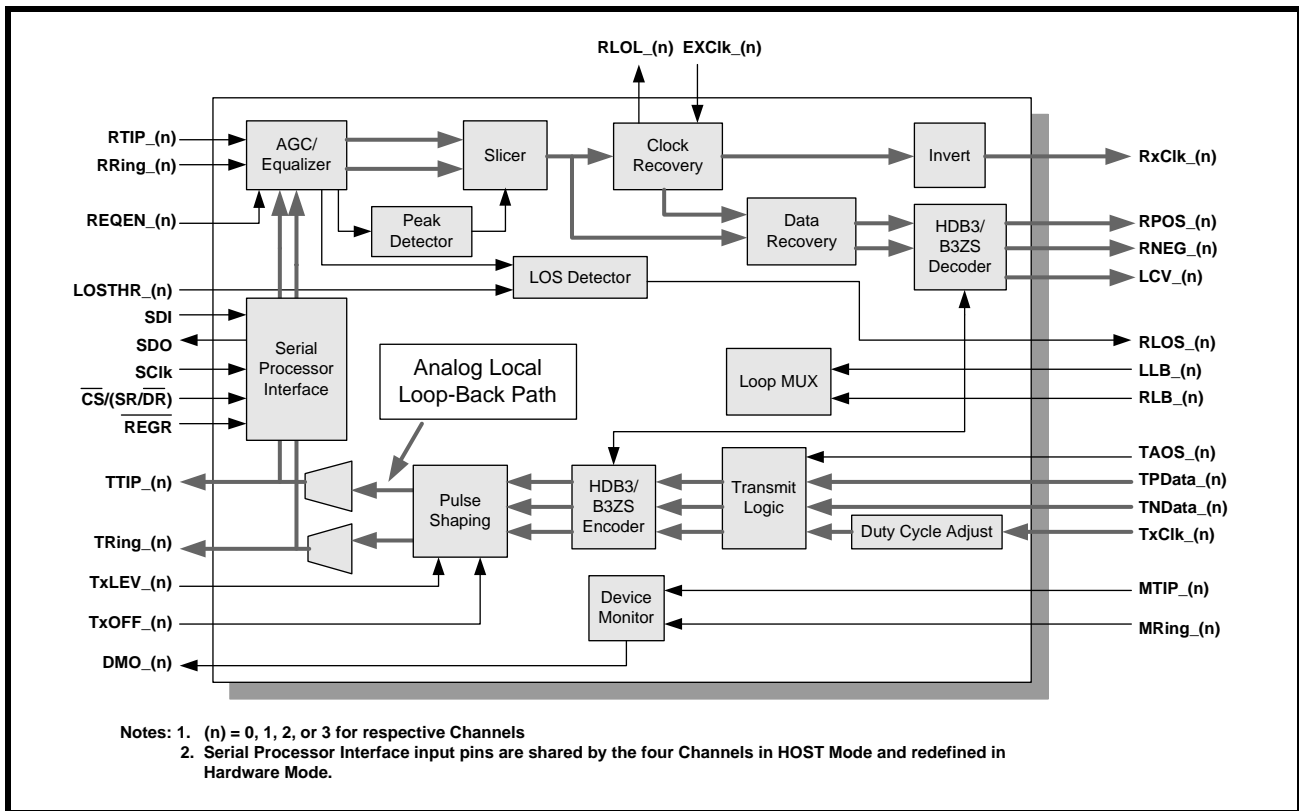 RLOL_(n) EXClk_(n)
RTIP_(n)
RRing_(n)
REQEN_(n)
LOSTHR_(n)
SDI
SDO
SClk
CS/(SR/DR)
REGR
TTIP_(n)
TRing_(n)
TxLEV_(n)
TxOFF_(n)
DMO_(n)
AGC/
Equalizer
Slicer
Clock
Recovery
Invert
Peak
Detector
Data
Recovery
HDB3/
B3ZS
Decoder
LOS Detector
Serial
Processor
Interface
Analog Local
Loop-Back Path
Loop MUX
Pulse
Shaping
HDB3/
B3ZS
Encoder
Transmit
Logic
Duty Cycle Adjust
Device
Monitor
RxClk_(n)
RPOS_(n)
RNEG_(n)
LCV_(n)
RLOS_(n)
LLB_(n)
RLB_(n)
TAOS_(n)
TPData_(n)
TNData_(n)
TxClk_(n)
MTIP_(n)
MRing_(n)
Notes: 1. (n) = 0, 1, 2, or 3 for respective Channels
2. Serial Processor Interface input pins are shared by the four Channels in HOST Mode and redefined in
Hardware Mode.